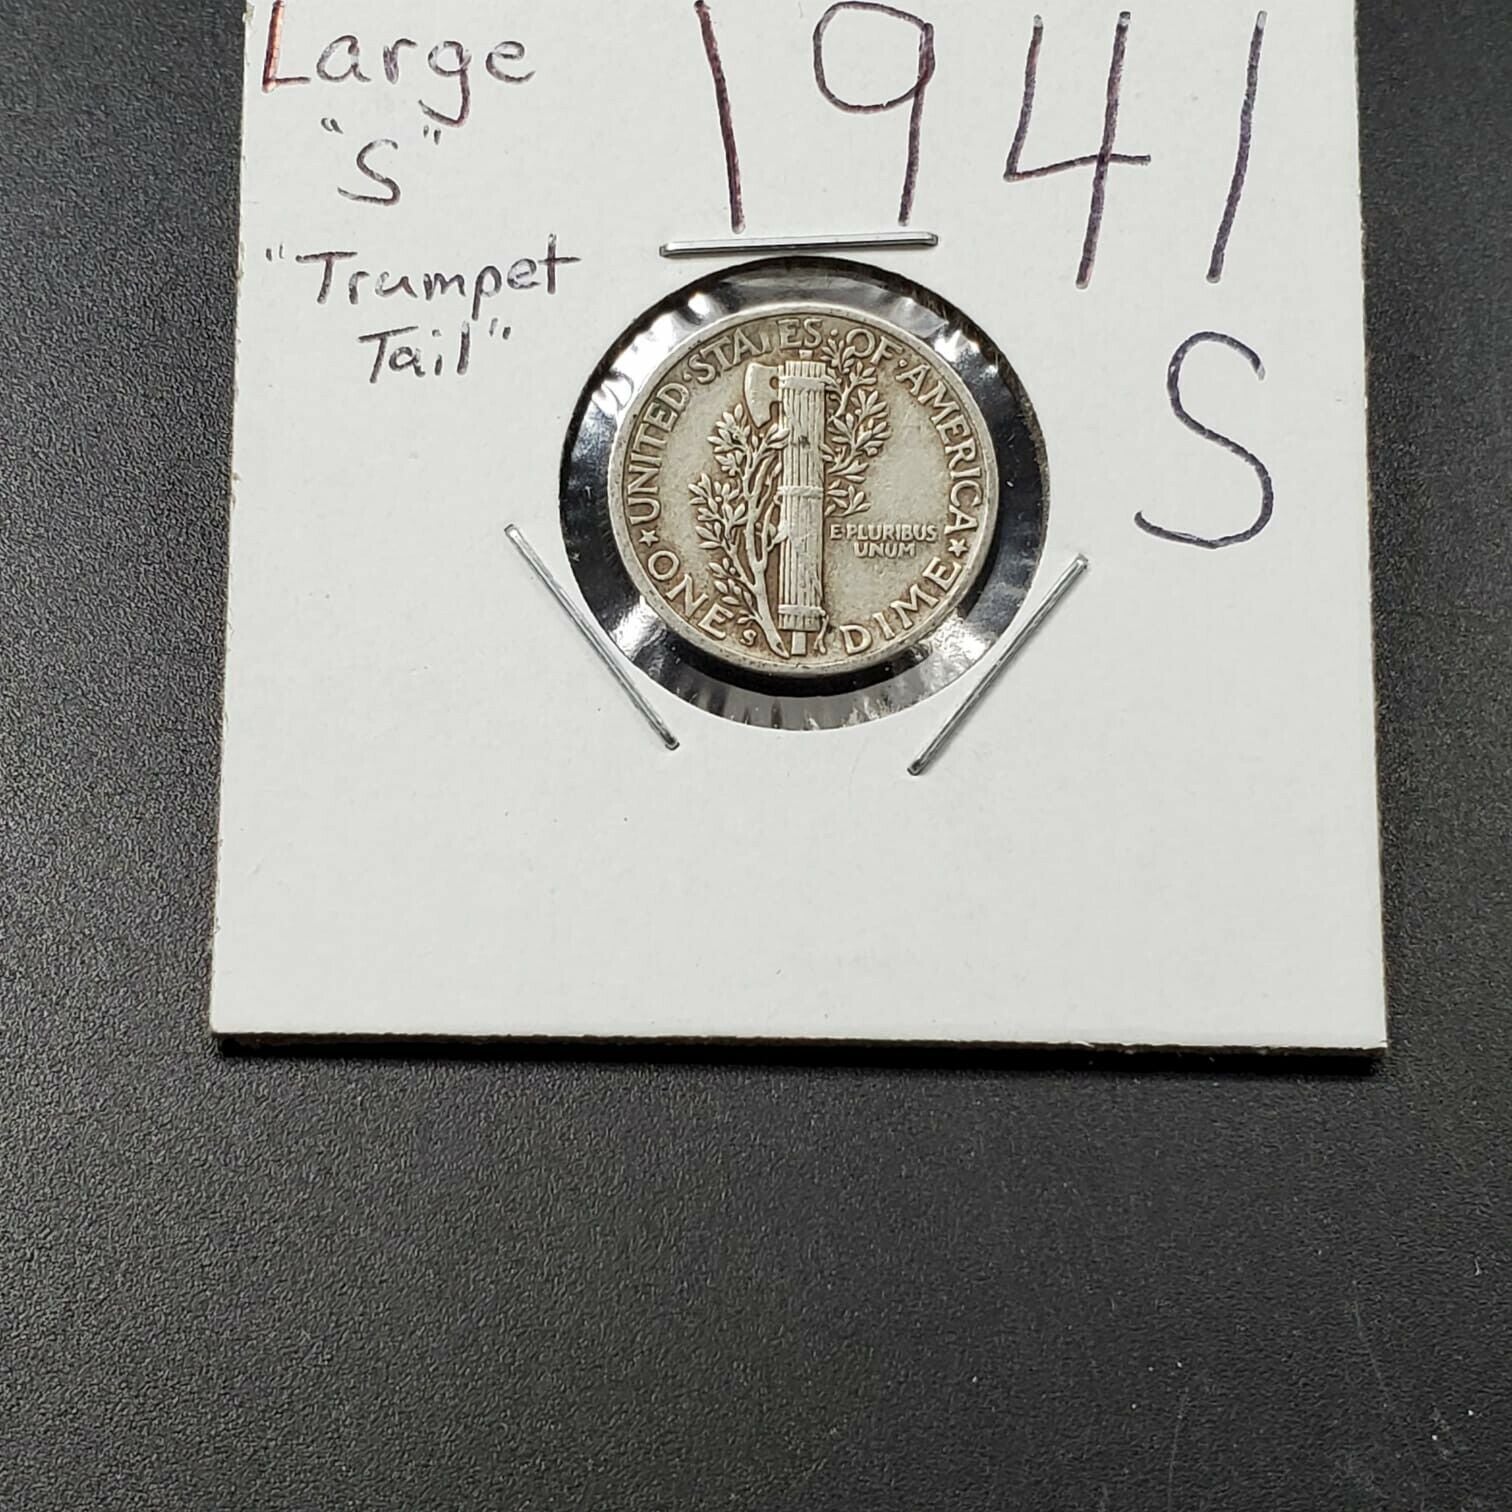 Large
"S"
"Trumpet
Tail"
1941
S
UNITED·STATES·OF·AMERICA
E·PLURIBUS
UNUM
★ONE DIME★
S